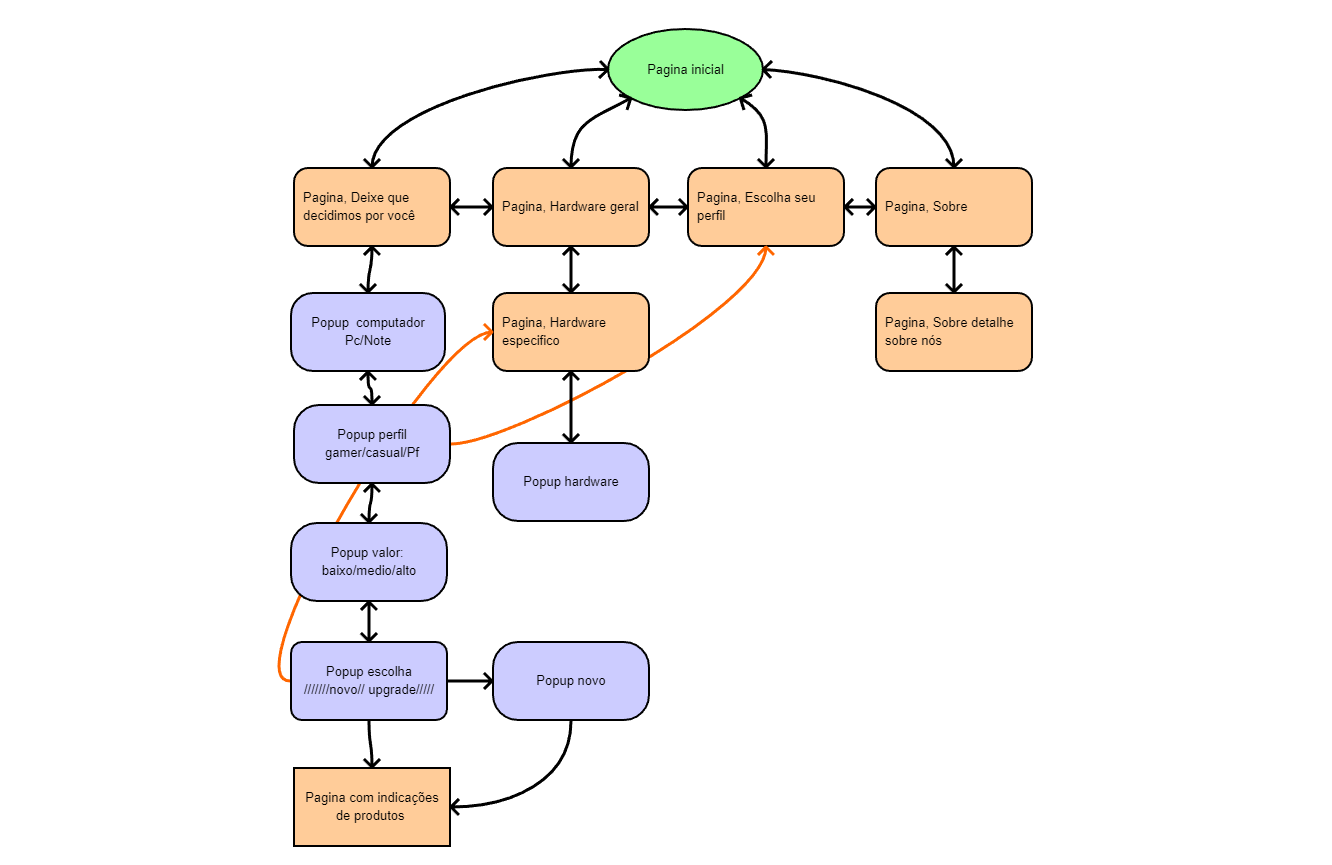 Pagina inicial
Pagina, Deixe que
decidimos por você
Pagina, Hardware geral
Pagina, Escolha seu
perfil
Pagina, Sobre
Popup  computador
Pc/Note
Pagina, Hardware
especifico
Pagina, Sobre detalhe
sobre nós
Popup perfil
gamer/casual/Pf
Popup hardware
Popup valor:
baixo/medio/alto
Popup escolha
///////novo// upgrade/////
Popup novo
Pagina com indicações
de produtos